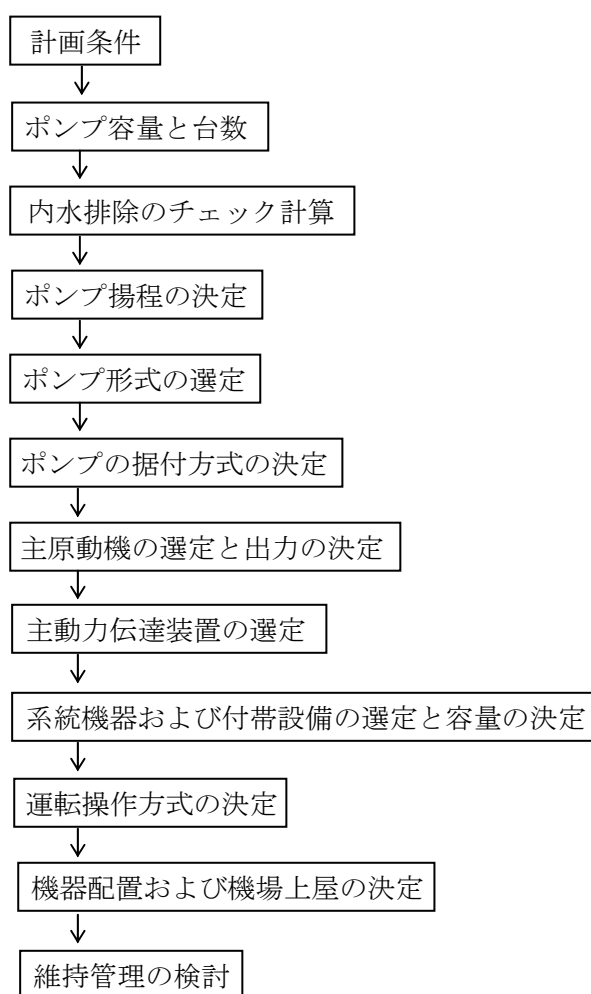 計画条件
ポンプ容量と台数
内水排除のチェック計算
ポンプ揚程の決定
ポンプ形式の選定
ポンプの据付方式の決定
主原動機の選定と出力の決定
主動力伝達装置の選定
系統機器および付帯設備の選定と容量の決定
運転操作方式の決定
機器配置および機場上屋の決定
維持管理の検討